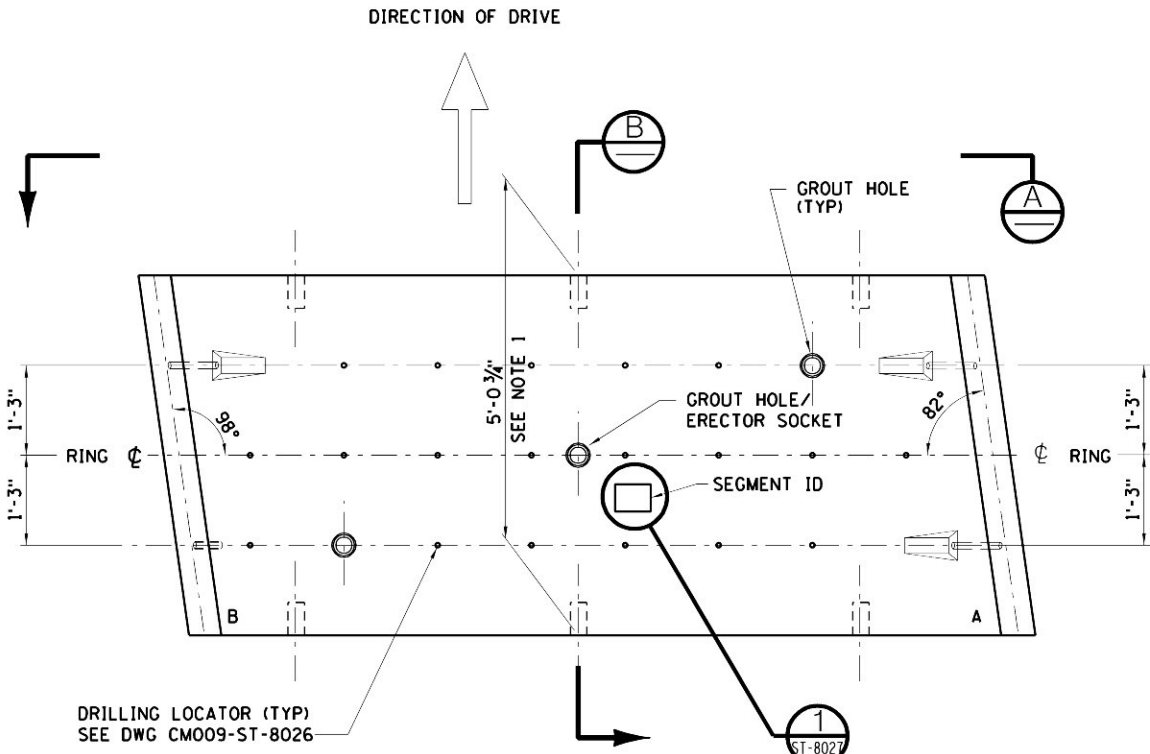 DIRECTION OF DRIVE
B
A
GROUT HOLE
(TYP)
5'-0 3/4"
SEE NOTE 1
1'-3"
1'-3"
98°
82°
GROUT HOLE/
ERECTOR SOCKET
RING ℄
℄ RING
SEGMENT ID
1'-3"
1'-3"
B
A
DRILLING LOCATOR (TYP)
SEE DWG CM009-ST-8026
1
ST-8027